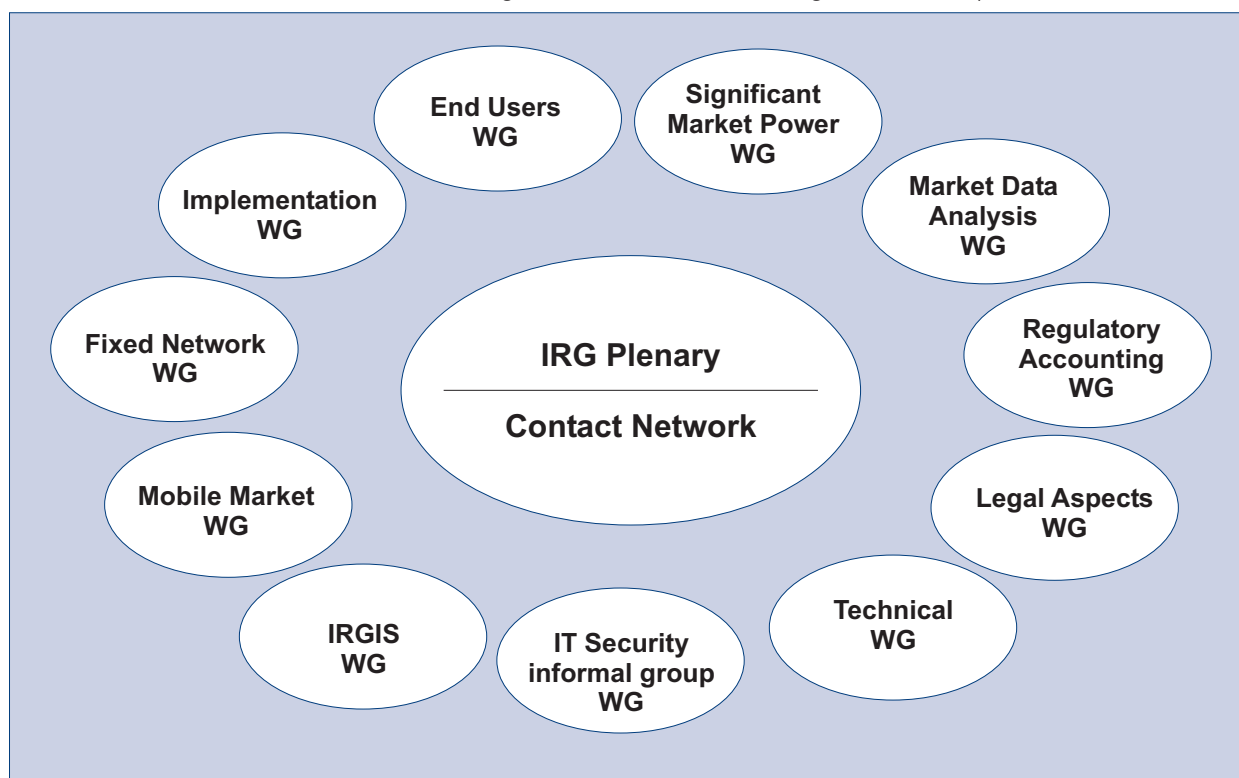 End Users
WG
Significant
Market Power
WG
Implementation
WG
Market Data
Analysis
WG
Fixed Network
WG
IRG Plenary
Contact Network
Regulatory
Accounting
WG
Mobile Market
WG
Legal Aspects
WG
IRGIS
WG
IT Security
informal group
WG
Technical
WG